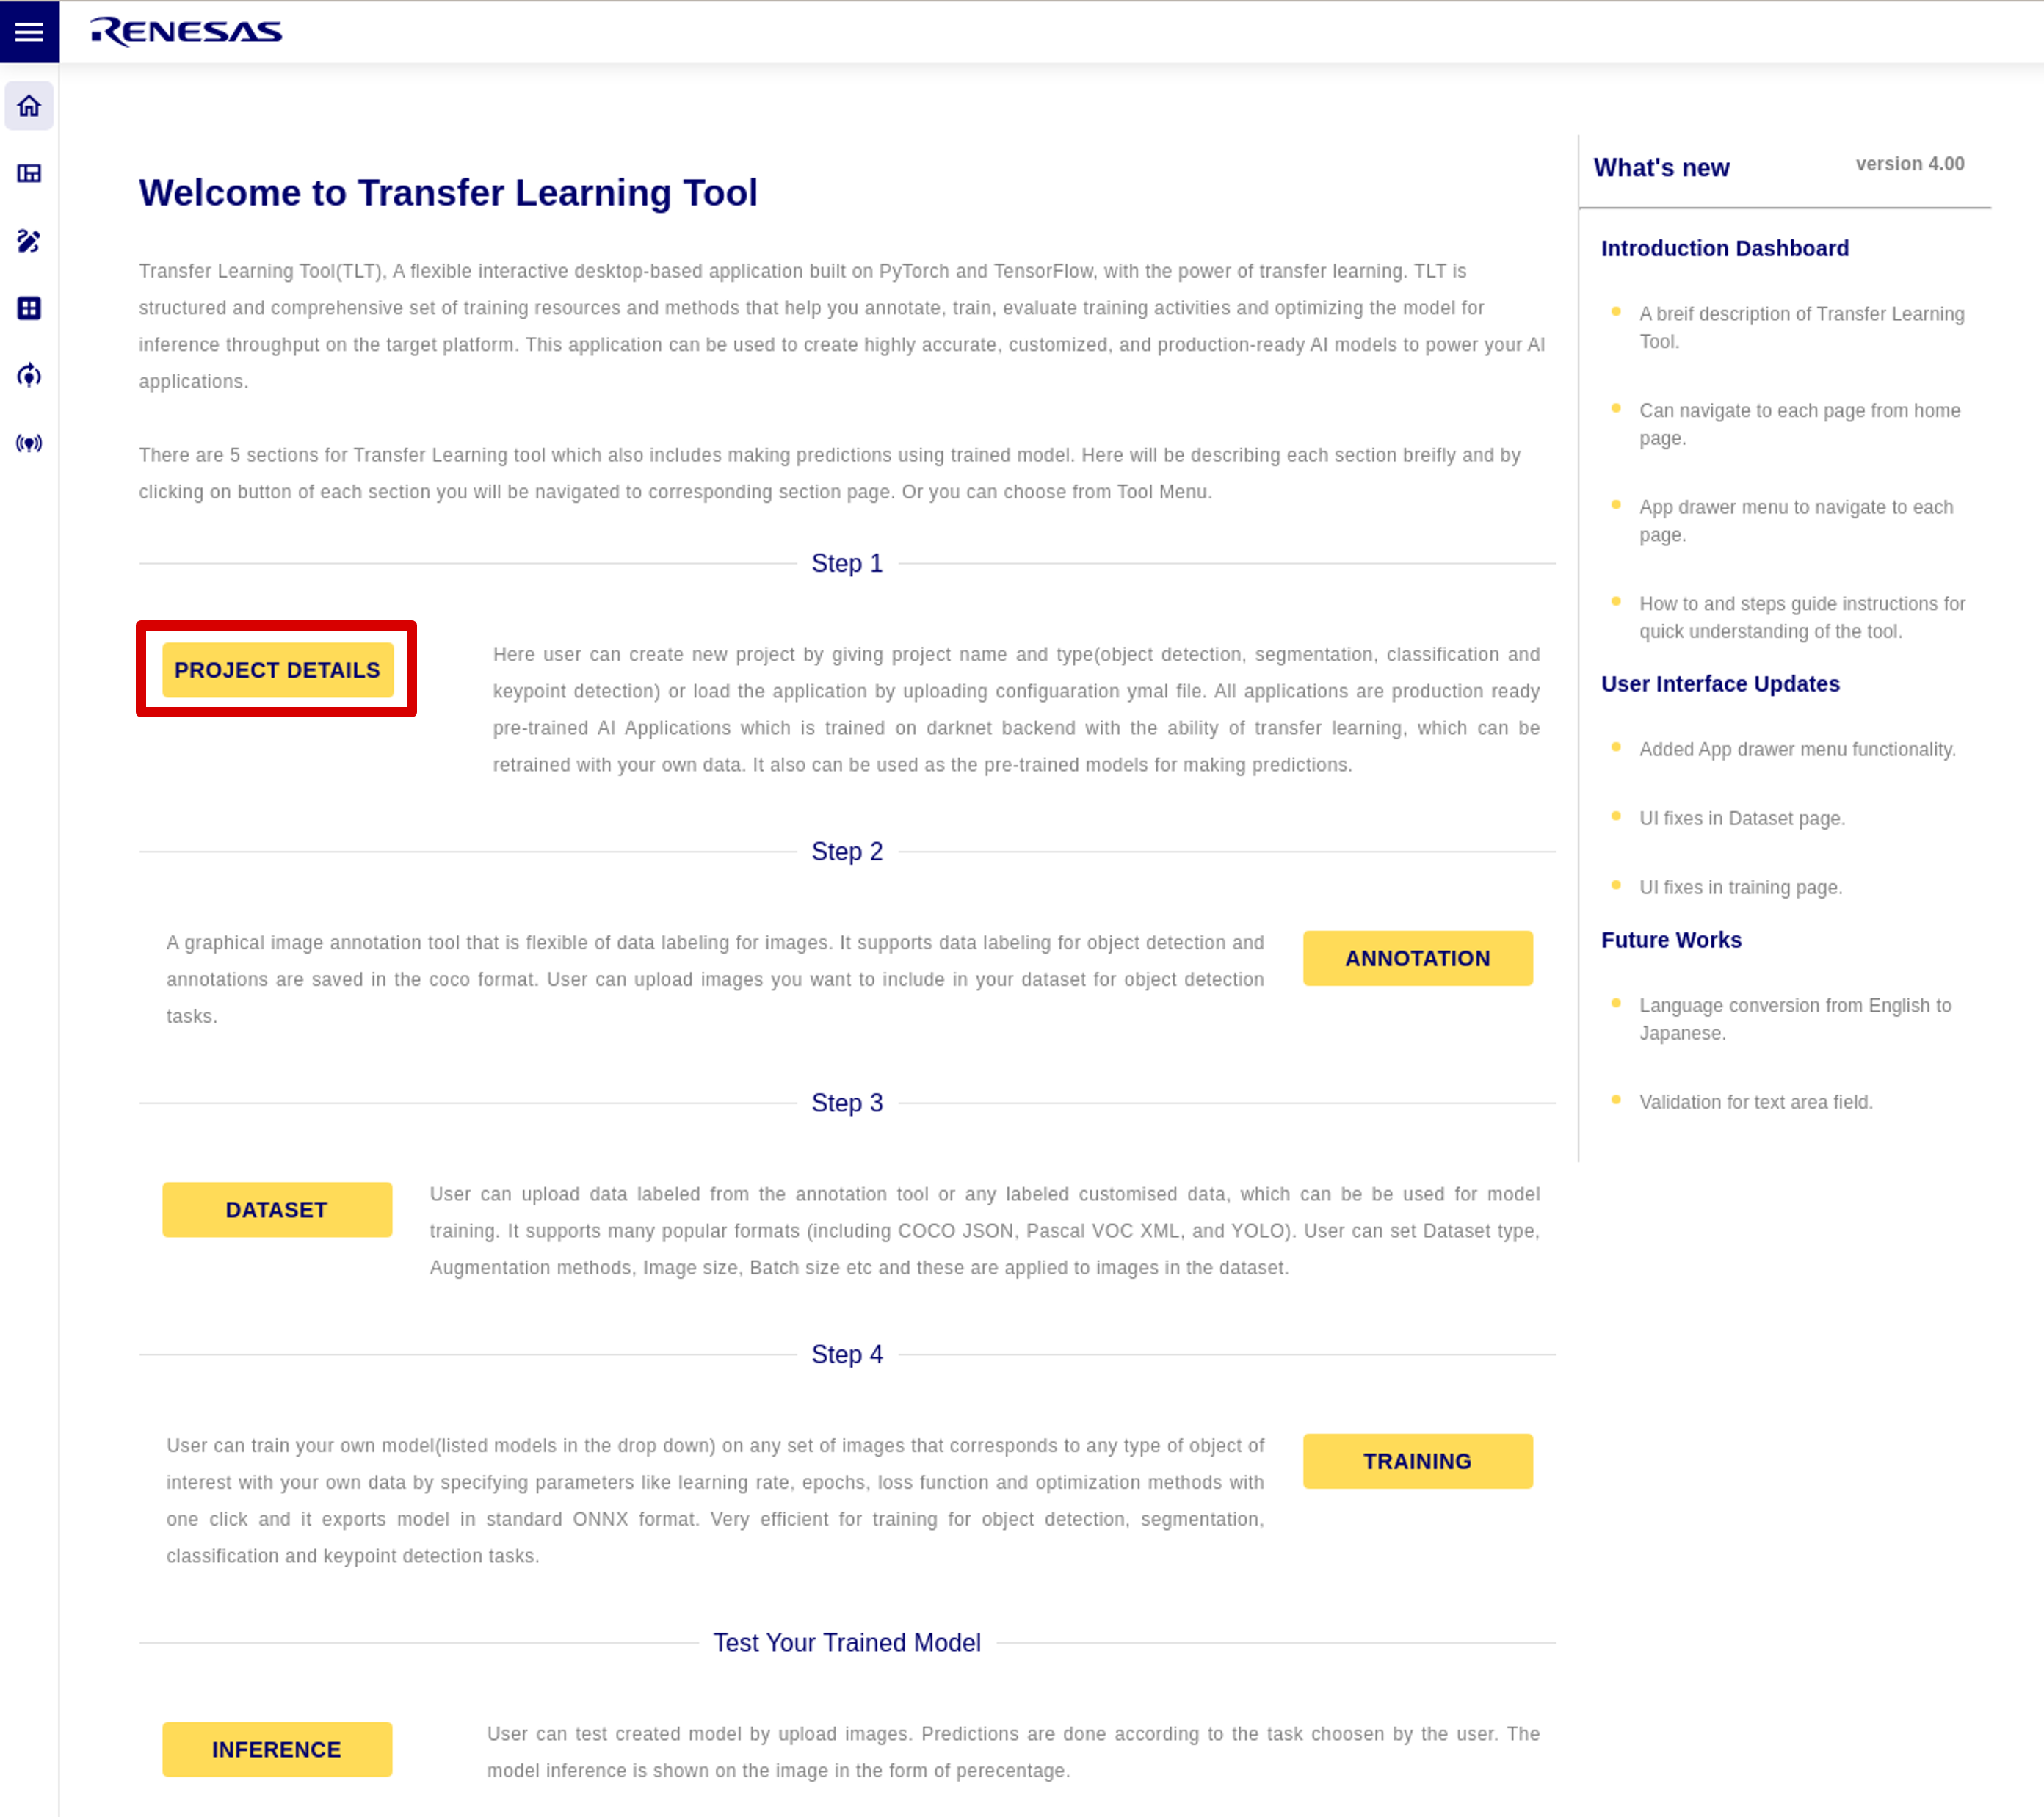 RENESAS
Welcome to Transfer Learning Tool
Transfer Learning Tool(TLT), A flexible interactive desktop-based application built on PyTorch and TensorFlow, with the power of transfer learning. TLT is
structured and comprehensive set of training resources and methods that help you annotate, train, evaluate training activities and optimizing the model for
inference throughput on the target platform. This application can be used to create highly accurate, customized, and production-ready AI models to power your AI
applications.
There are 5 sections for Transfer Learning tool which also includes making predictions using trained model. Here will be describing each section breifly and by
clicking on button of each section you will be navigated to corresponding section page. Or you can choose from Tool Menu.
Step 1
PROJECT DETAILS
Here user can create new project by giving project name and type(object detection, segmentation, classification and
keypoint detection) or load the application by uploading configuaration ymal file. All applications are production ready
pre-trained AI Applications which is trained on darknet backend with the ability of transfer learning, which can be
retrained with your own data. It also can be used as the pre-trained models for making predictions.
Step 2
A graphical image annotation tool that is flexible of data labeling for images. It supports data labeling for object detection and
annotations are saved in the coco format. User can upload images you want to include in your dataset for object detection
tasks.
ANNOTATION
Step 3
DATASET
User can upload data labeled from the annotation tool or any labeled customised data, which can be be used for model
training. It supports many popular formats (including COCO JSON, Pascal VOC XML, and YOLO). User can set Dataset type,
Augmentation methods, Image size, Batch size etc and these are applied to images in the dataset.
Step 4
User can train your own model(listed models in the drop down) on any set of images that corresponds to any type of object of
interest with your own data by specifying parameters like learning rate, epochs, loss function and optimization methods with
one click and it exports model in standard ONNX format. Very efficient for training for object detection, segmentation,
classification and keypoint detection tasks.
TRAINING
Test Your Trained Model
INFERENCE
User can test created model by upload images. Predictions are done according to the task choosen by the user. The
model inference is shown on the image in the form of perecentage.
What's new
version 4.00
Introduction Dashboard
A breif description of Transfer Learning
Tool.
Can navigate to each page from home
page.
App drawer menu to navigate to each
page.
How to and steps guide instructions for
quick understanding of the tool.
User Interface Updates
Added App drawer menu functionality.
UI fixes in Dataset page.
UI fixes in training page.
Future Works
Language conversion from English to
Japanese.
Validation for text area field.